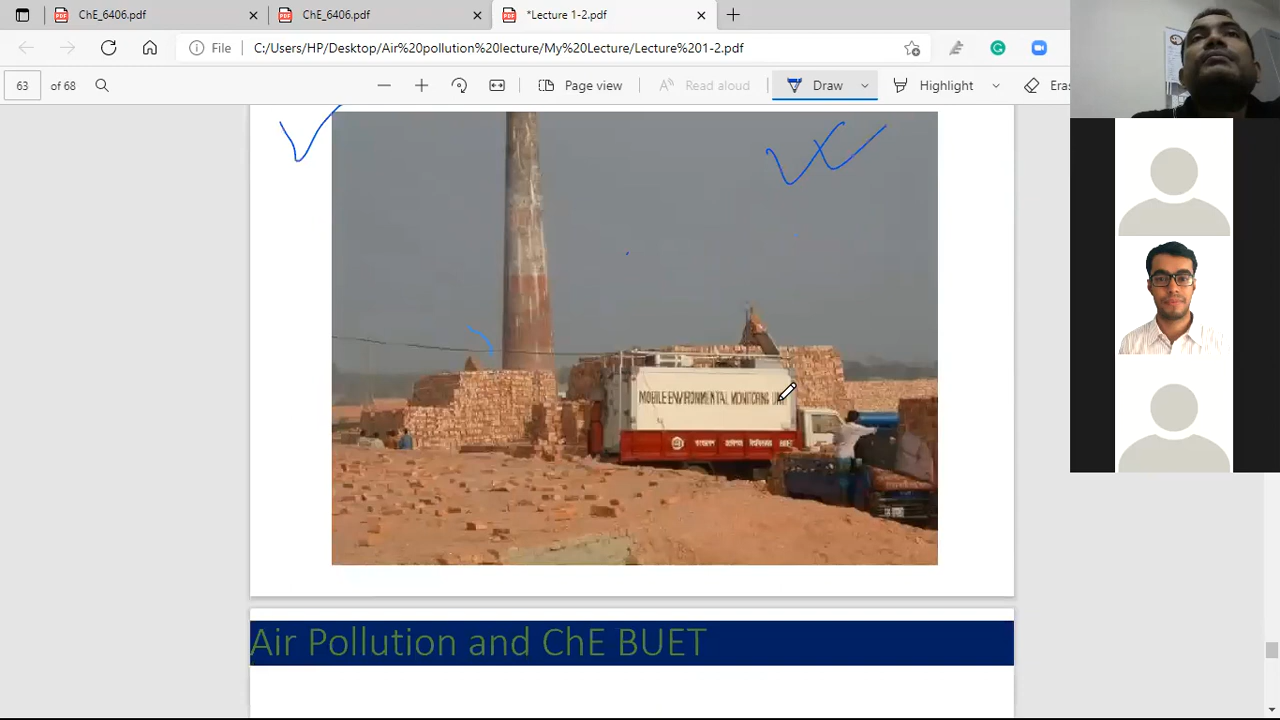 ChE_6406.pdf
ChE_6406.pdf
*Lecture 1-2.pdf
File
C:/Users/HP/Desktop/Air%20pollution%20lecture/My%20Lecture/Lecture%201-2.pdf
63 of 68
Page view
Read aloud
Draw
Highlight
Eras
MOBILE ENVIRONMENTAL MONITORING
BUET
Air Pollution and ChE BUET